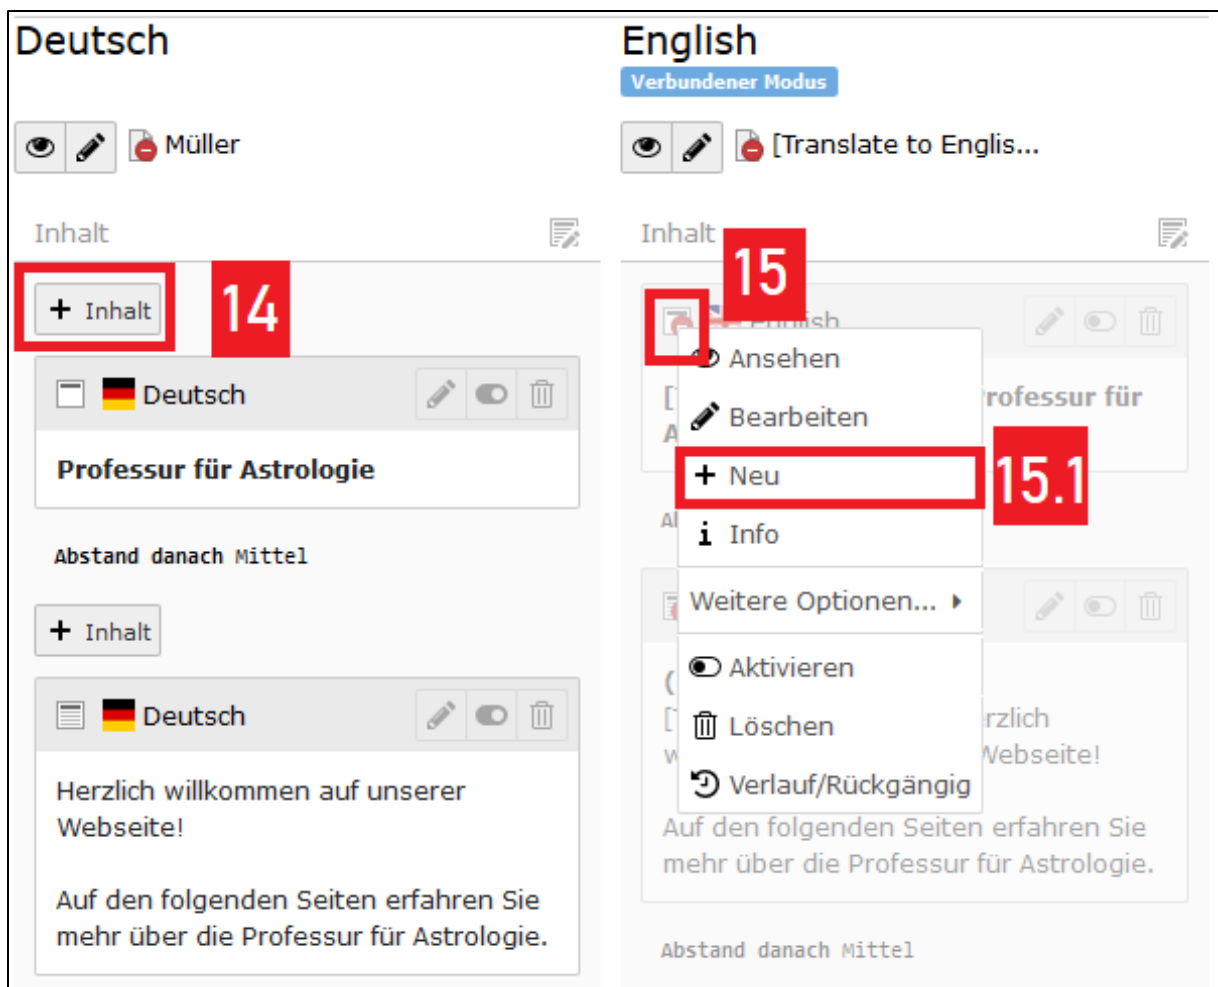 Deutsch
Müller
Inhalt
+ Inhalt
14
Deutsch
Professur für Astrologie
Abstand danach Mittel
+ Inhalt
Deutsch
Herzlich willkommen auf unserer
Webseite!
Auf den folgenden Seiten erfahren Sie
mehr über die Professur für Astrologie.
English
Verbundener Modus
[Translate to Englis...
Inhalt
15
English
rofessur für
A
Ansehen
Bearbeiten
+ Neu
15.1
i Info
Weitere Optionen...
Aktivieren
Löschen
Verlauf/Rückgängig
rzlich
Webseite!
Auf den folgenden Seiten erfahren Sie
mehr über die Professur für Astrologie.
Abstand danach Mittel